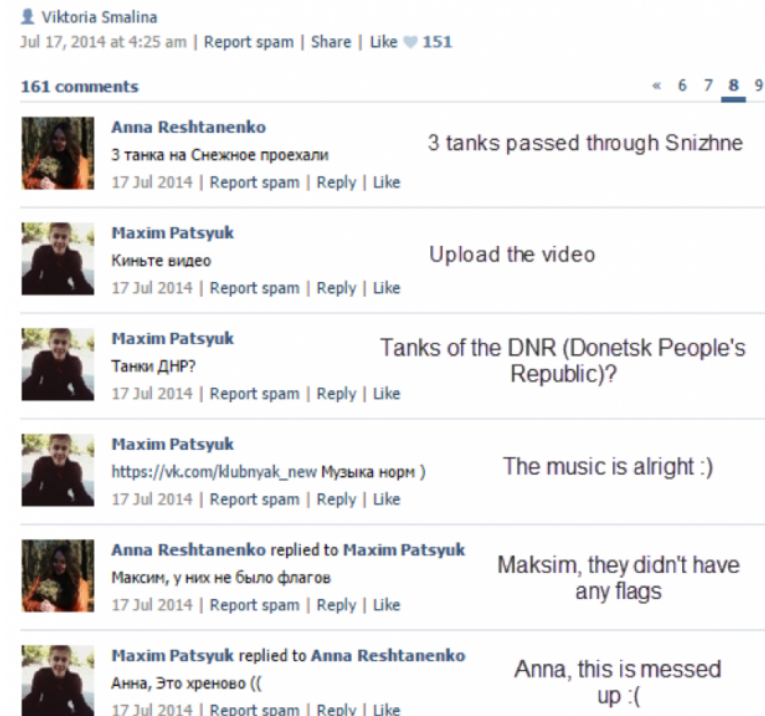 Viktoria Smalina
Jul 17, 2014 at 4:25 am | Report spam | Share | Like 151
161 comments
« 6 7 8 9
Anna Reshtanenko
3 танка на Снежное проехали
3 tanks passed through Snizhne
17 Jul 2014 | Report spam | Reply | Like
Maxim Patsyuk
Киньте видео
Upload the video
17 Jul 2014 | Report spam | Reply | Like
Maxim Patsyuk
Танки ДНР?
Tanks of the DNR (Donetsk People's
Republic)?
17 Jul 2014 | Report spam | Reply | Like
Maxim Patsyuk
https://vk.com/klubnyak_new Музыка норм )
The music is alright :)
17 Jul 2014 | Report spam | Reply | Like
Anna Reshtanenko replied to Maxim Patsyuk
Максим, у них не было флагов
Maksim, they didn't have
any flags
17 Jul 2014 | Report spam | Reply | Like
Maxim Patsyuk replied to Anna Reshtanenko
Анна, Это хреново ((
Anna, this is messed
up :(
17 Jul 2014 | Report spam | Reply | Like